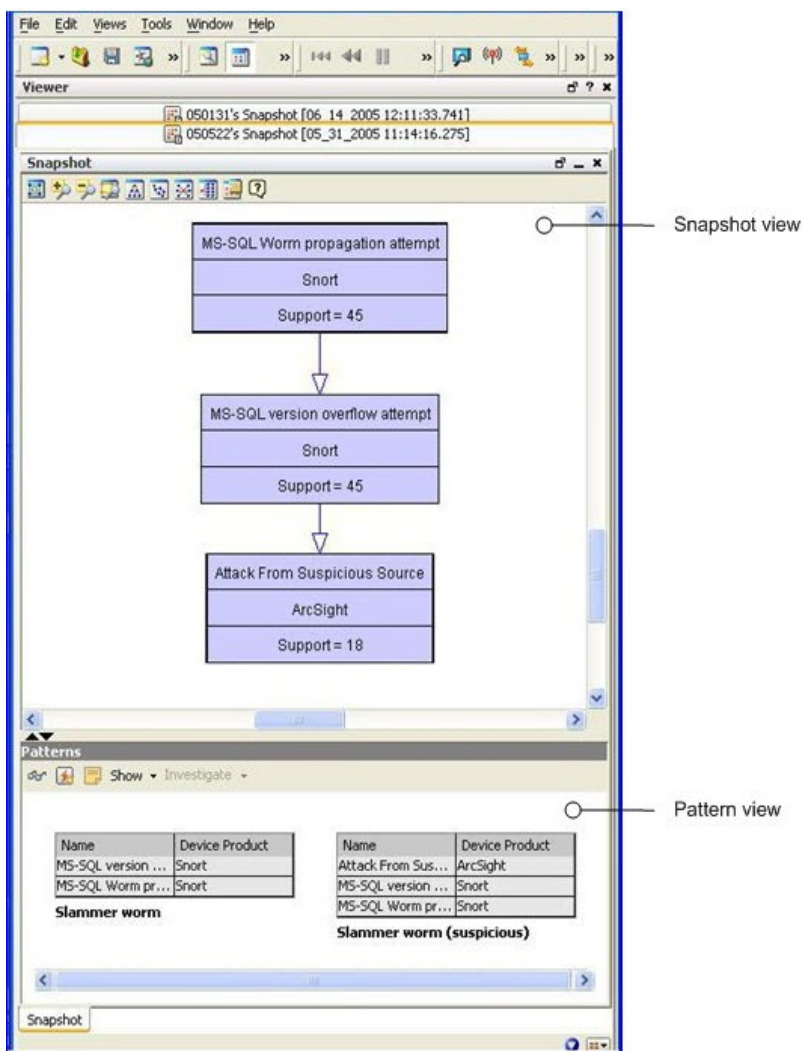 File Edit Views Tools Window Help
Viewer
050131's Snapshot [06_14_2005 12:11:33.741]
050522's Snapshot [05_31_2005 11:14:16.275]
Snapshot
MS-SQL Worm propagation attempt
Snort
Support = 45
MS-SQL version overflow attempt
Snort
Support = 45
Attack From Suspicious Source
ArcSight
Support = 18
Snapshot view
Patterns
Show Investigate
Pattern view
Name Device Product
MS-SQL version ... Snort
MS-SQL Worm pr... Snort
Slammer worm
Name Device Product
Attack From Sus... ArcSight
MS-SQL version ... Snort
MS-SQL Worm pr... Snort
Slammer worm (suspicious)
Snapshot